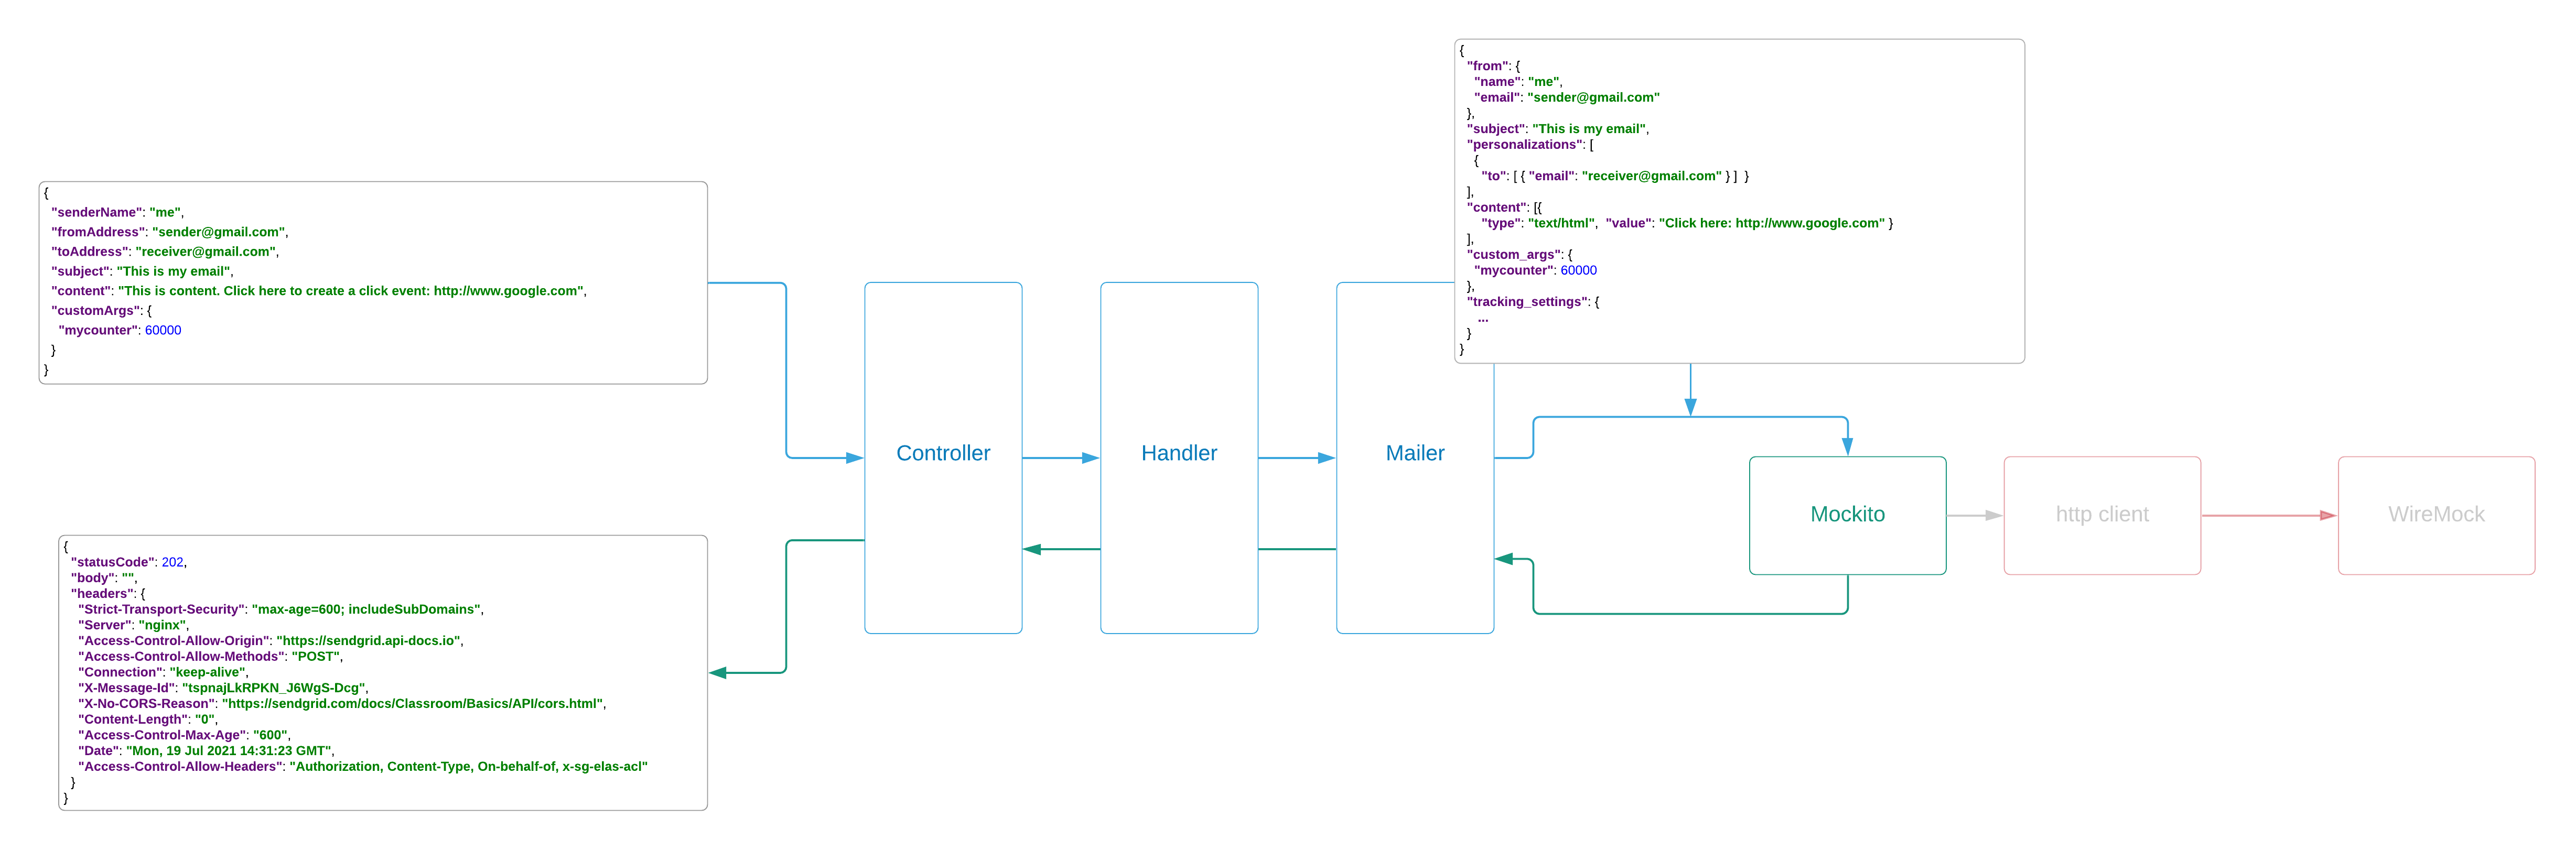 {
"from": {
"name": "me",
"email": "sender@gmail.com"
},
"subject": "This is my email",
"personalizations": [
{
"to": [ { "email": "receiver@gmail.com" } ]  }
],
"content": [{
"type": "text/html",  "value": "Click here: http://www.google.com" }
],
"custom_args": {
"mycounter": 60000
},
"tracking_settings": {
...
}
}
{
"senderName": "me",
"fromAddress": "sender@gmail.com",
"toAddress": "receiver@gmail.com",
"subject": "This is my email",
"content": "This is content. Click here to create a click event: http://www.google.com",
"customArgs": {
"mycounter": 60000
}
}
Controller
Handler
Mailer
Mockito
http client
WireMock
{
"statusCode": 202,
"body": "",
"headers": {
"Strict-Transport-Security": "max-age=600; includeSubDomains",
"Server": "nginx",
"Access-Control-Allow-Origin": "https://sendgrid.api-docs.io",
"Access-Control-Allow-Methods": "POST",
"Connection": "keep-alive",
"X-Message-Id": "tspnajLkRPKN_J6WgS-Dcg",
"X-No-CORS-Reason": "https://sendgrid.com/docs/Classroom/Basics/API/cors.html",
"Content-Length": "0",
"Access-Control-Max-Age": "600",
"Date": "Mon, 19 Jul 2021 14:31:23 GMT",
"Access-Control-Allow-Headers": "Authorization, Content-Type, On-behalf-of, x-sg-elas-acl"
}
}